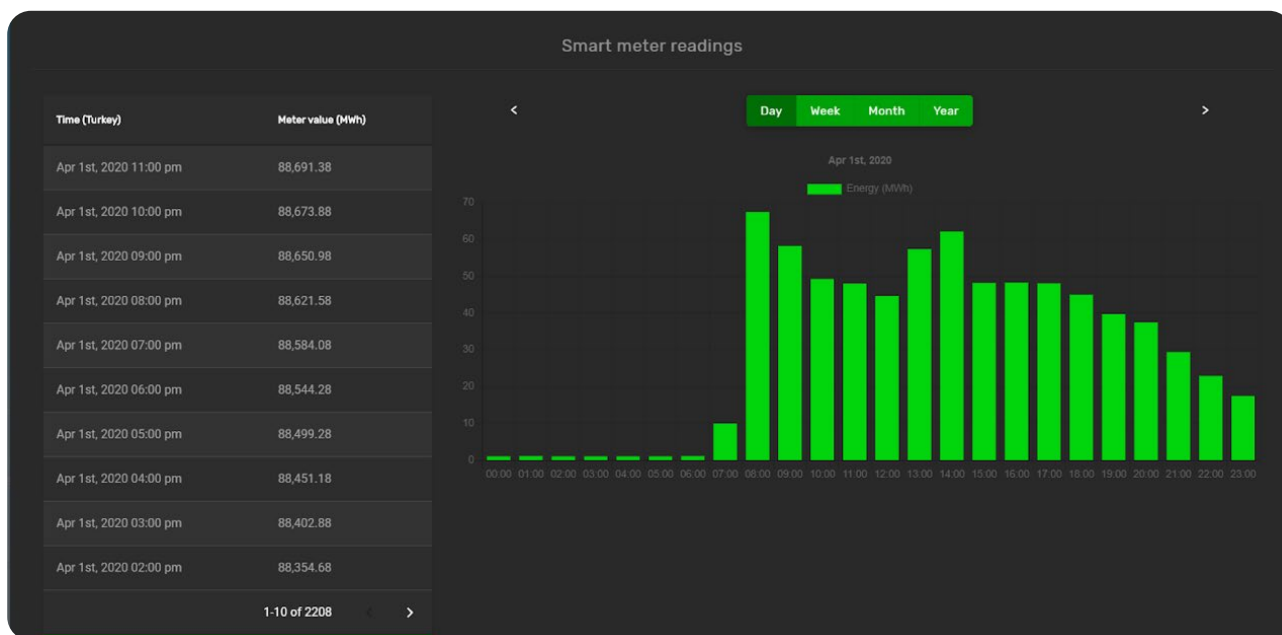 Smart meter readings
Time (Turkey) Meter value (MWh)
Apr 1st, 2020 11:00 pm 88,691.38
Apr 1st, 2020 10:00 pm 88,673.88
Apr 1st, 2020 09:00 pm 88,650.98
Apr 1st, 2020 08:00 pm 88,621.58
Apr 1st, 2020 07:00 pm 88,584.08
Apr 1st, 2020 06:00 pm 88,544.28
Apr 1st, 2020 05:00 pm 88,499.28
Apr 1st, 2020 04:00 pm 88,451.18
Apr 1st, 2020 03:00 pm 88,402.88
Apr 1st, 2020 02:00 pm 88,354.68
1-10 of 2208 < >
< Day Week Month Year >
Apr 1st, 2020
Energy (MWh)
70
60
50
40
30
20
10
0
00:00 01:00 02:00 03:00 04:00 05:00 06:00 07:00 08:00 09:00 10:00 11:00 12:00 13:00 14:00 15:00 16:00 17:00 18:00 19:00 20:00 21:00 22:00 23:00